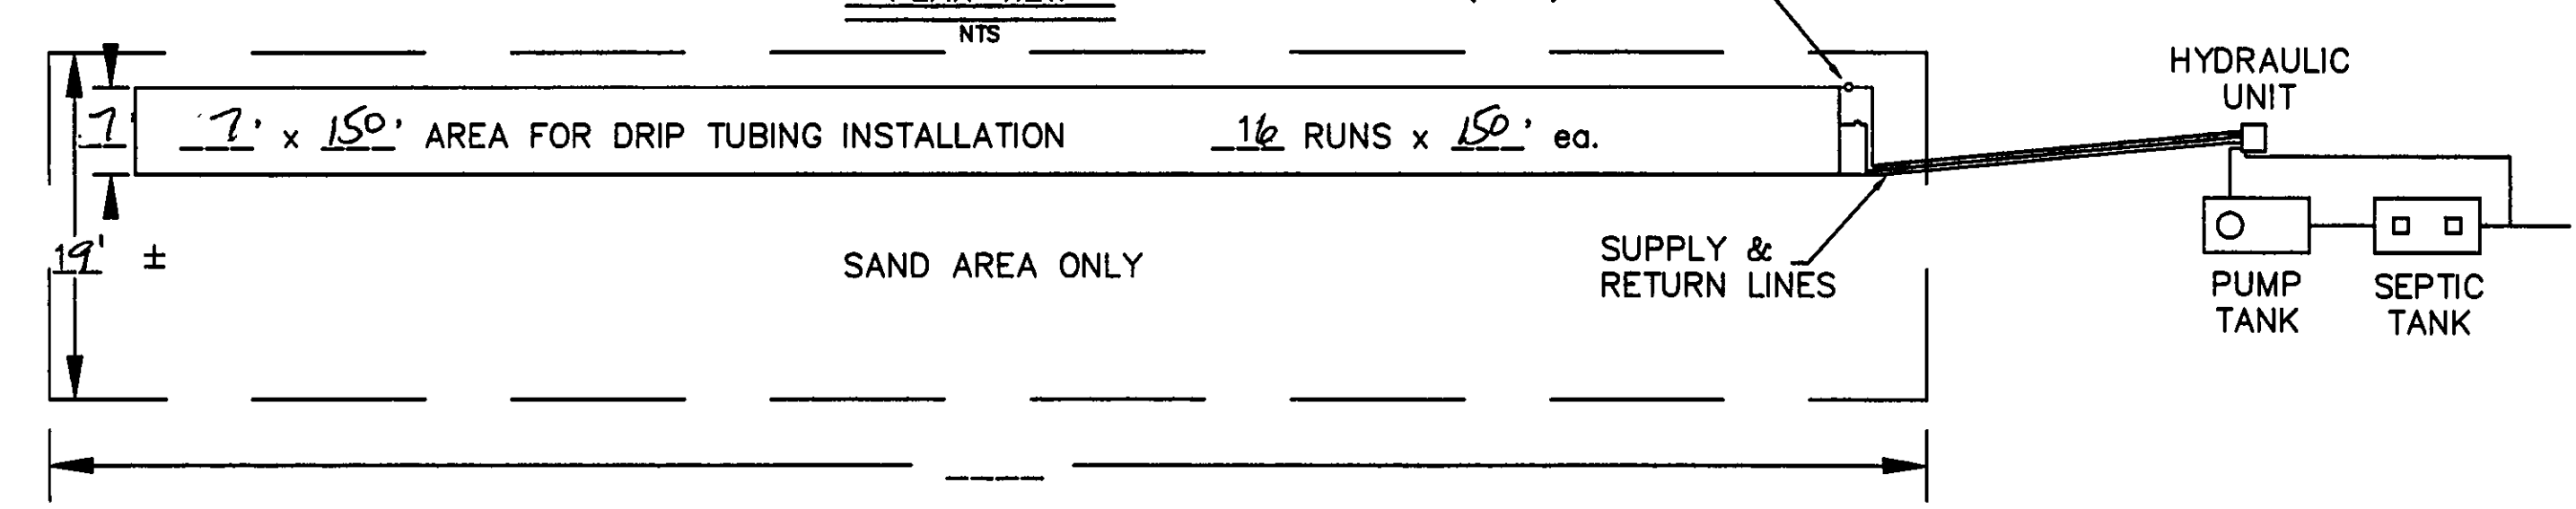 NTS
HYDRAULIC
UNIT
7 7' x 150' AREA FOR DRIP TUBING INSTALLATION 16 RUNS x 150' ea.
19' ±
SAND AREA ONLY
SUPPLY &
RETURN LINES
PUMP
TANK
SEPTIC
TANK